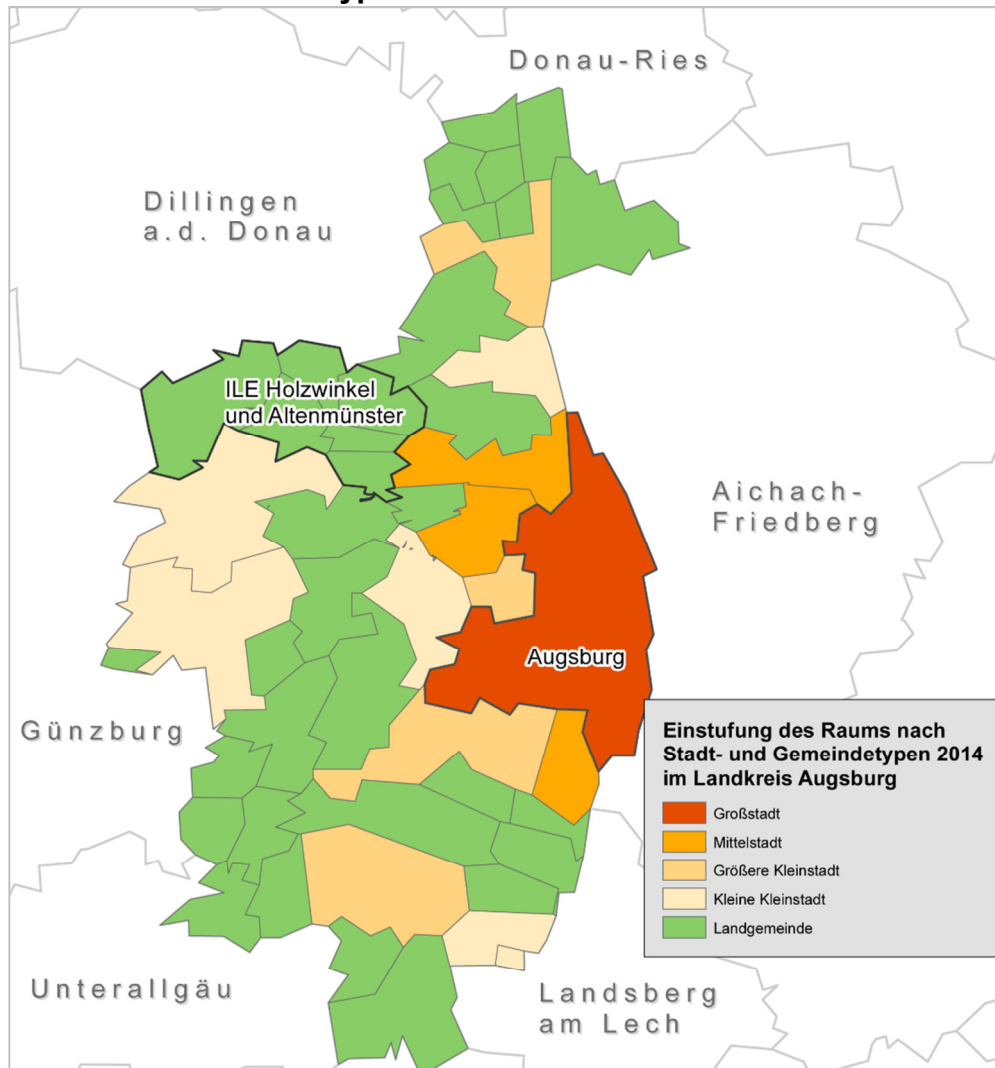 Donau-Ries
Dillingen
a.d. Donau
ILE Holzwinkel
und Altenmünster
Aichach-
Friedberg
Augsburg
Günzburg
Einstufung des Raums nach
Stadt- und Gemeindetypen 2014
im Landkreis Augsburg
Großstadt
Mittelstadt
Größere Kleinstadt
Kleine Kleinstadt
Landgemeinde
Unterallgäu
Landsberg
am Lech